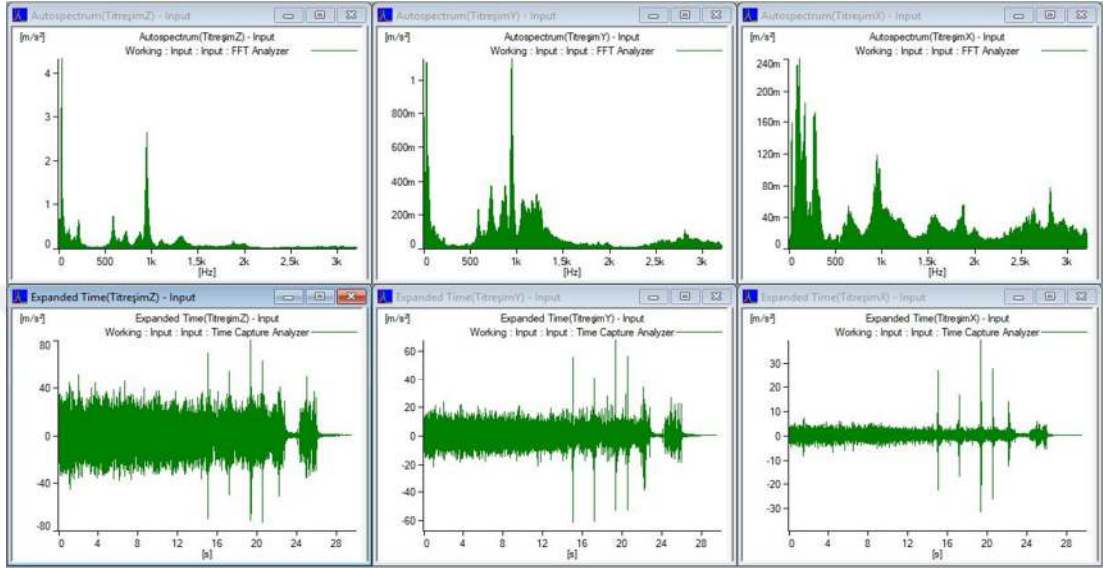 Autospectrum(TitreşimZ) - Input
[m/s²]
Autospectrum(TitreşimZ) - Input
Working : Input : Input : FFT Analyzer
4
3
2
1
0
0 500 1k 1,5k 2k 2,5k 3k
[Hz]
Autospectrum(TitreşimY) - Input
[m/s²]
Autospectrum(TitreşimY) - Input
Working : Input : Input : FFT Analyzer
1
800m
600m
400m
200m
0
0 500 1k 1,5k 2k 2,5k 3k
[Hz]
Autospectrum(TitreşimX) - Input
[m/s²]
Autospectrum(TitreşimX) - Input
Working : Input : Input : FFT Analyzer
240m
200m
160m
120m
80m
40m
0
0 500 1k 1,5k 2k 2,5k 3k
[Hz]
Expanded Time(TitreşimZ) - Input
[m/s²]
Expanded Time(TitreşimZ) - Input
Working : Input : Input : Time Capture Analyzer
80
40
0
-40
-80
0 4 8 12 16 20 24 28
[s]
Expanded Time(TitreşimY) - Input
[m/s²]
Expanded Time(TitreşimY) - Input
Working : Input : Input : Time Capture Analyzer
60
40
20
0
-20
-40
-60
0 4 8 12 16 20 24 28
[s]
Expanded Time(TitreşimX) - Input
[m/s²]
Expanded Time(TitreşimX) - Input
Working : Input : Input : Time Capture Analyzer
30
20
10
0
-10
-20
-30
0 4 8 12 16 20 24 28
[s]